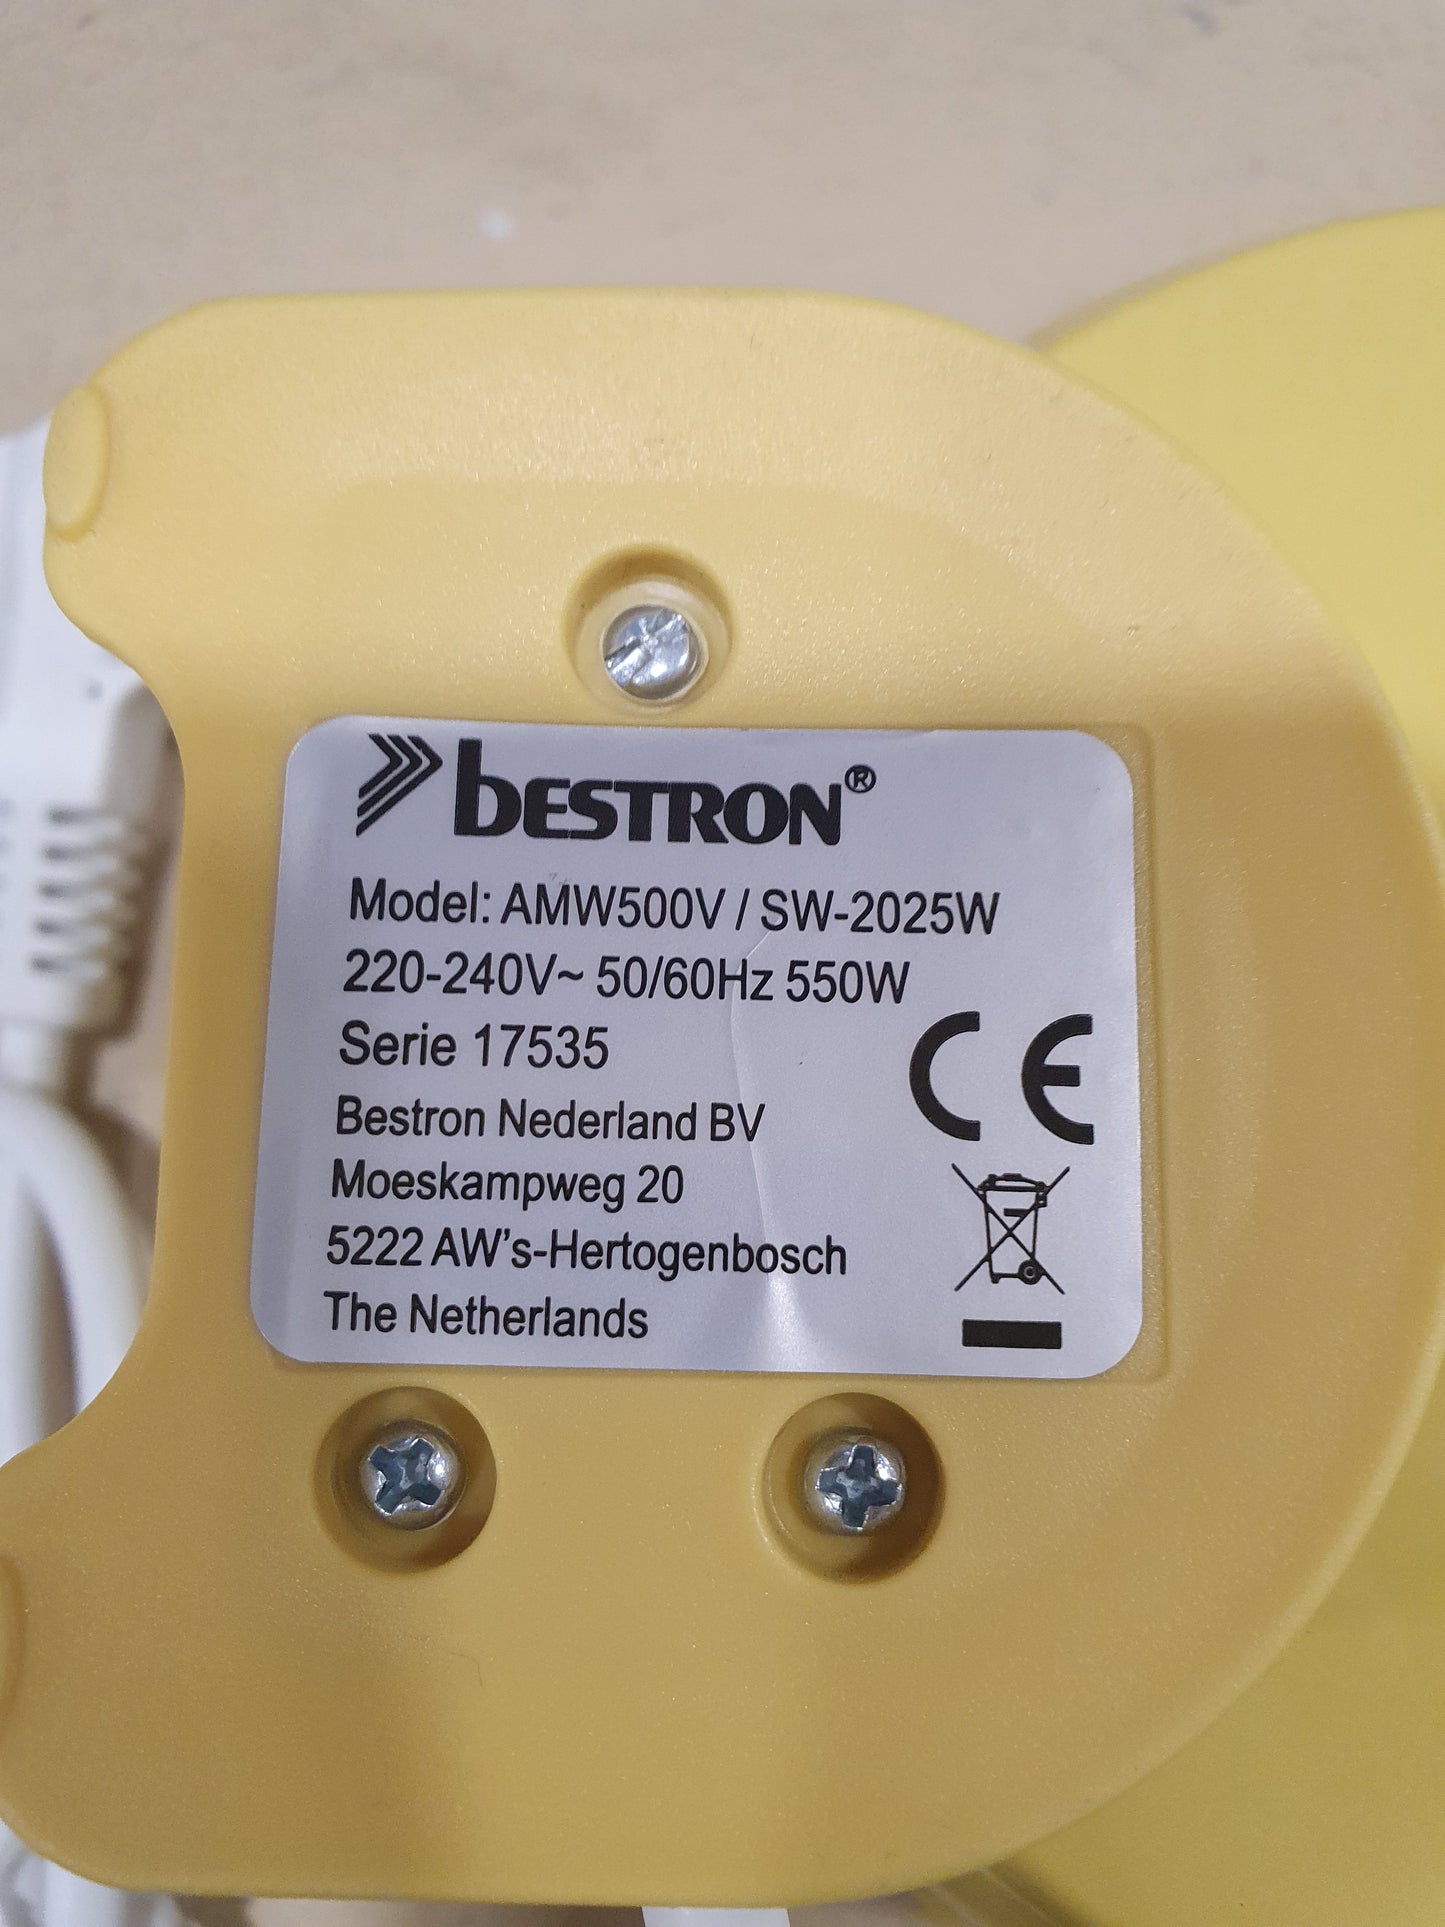 BESTRON®
Model: AMW500V / SW-2025W
220-240V~ 50/60Hz 550W
Serie 17535
Bestron Nederland BV
Moeskampweg 20
5222 AW's-Hertogenbosch
The Netherlands
CE